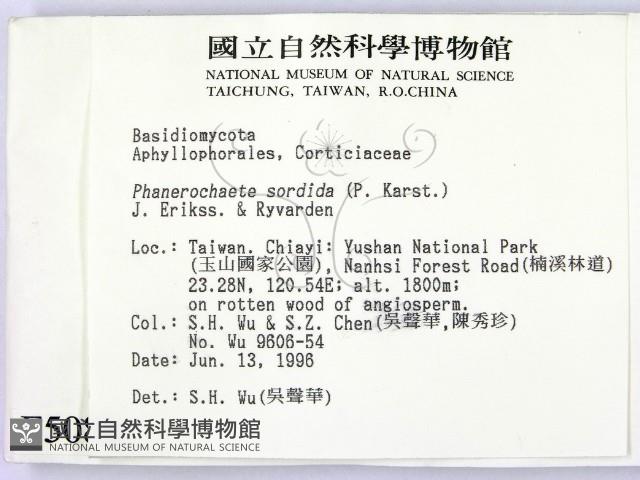 國立自然科學博物館
NATIONAL MUSEUM OF NATURAL SCIENCE
TAICHUNG, TAIWAN, R.O.CHINA
Basidiomycota
Aphyllophorales, Corticiaceae
Phanerochaete sordida (P. Karst.)
J. Erikss. & Ryvarden
Loc.: Taiwan. Chiayi: Yushan National Park
(玉山國家公園), Nanhsi Forest Road(楠溪林道)
23.28N, 120.54E; alt. 1800m;
on rotten wood of angiosperm.
Col.: S.H. Wu & S.Z. Chen(吳聲華,陳秀珍)
No. Wu 9606-54
Date: Jun. 13, 1996
Det.: S.H. Wu(吳聲華)
國立自然科學博物館
NATIONAL MUSEUM OF NATURAL SCIENCE